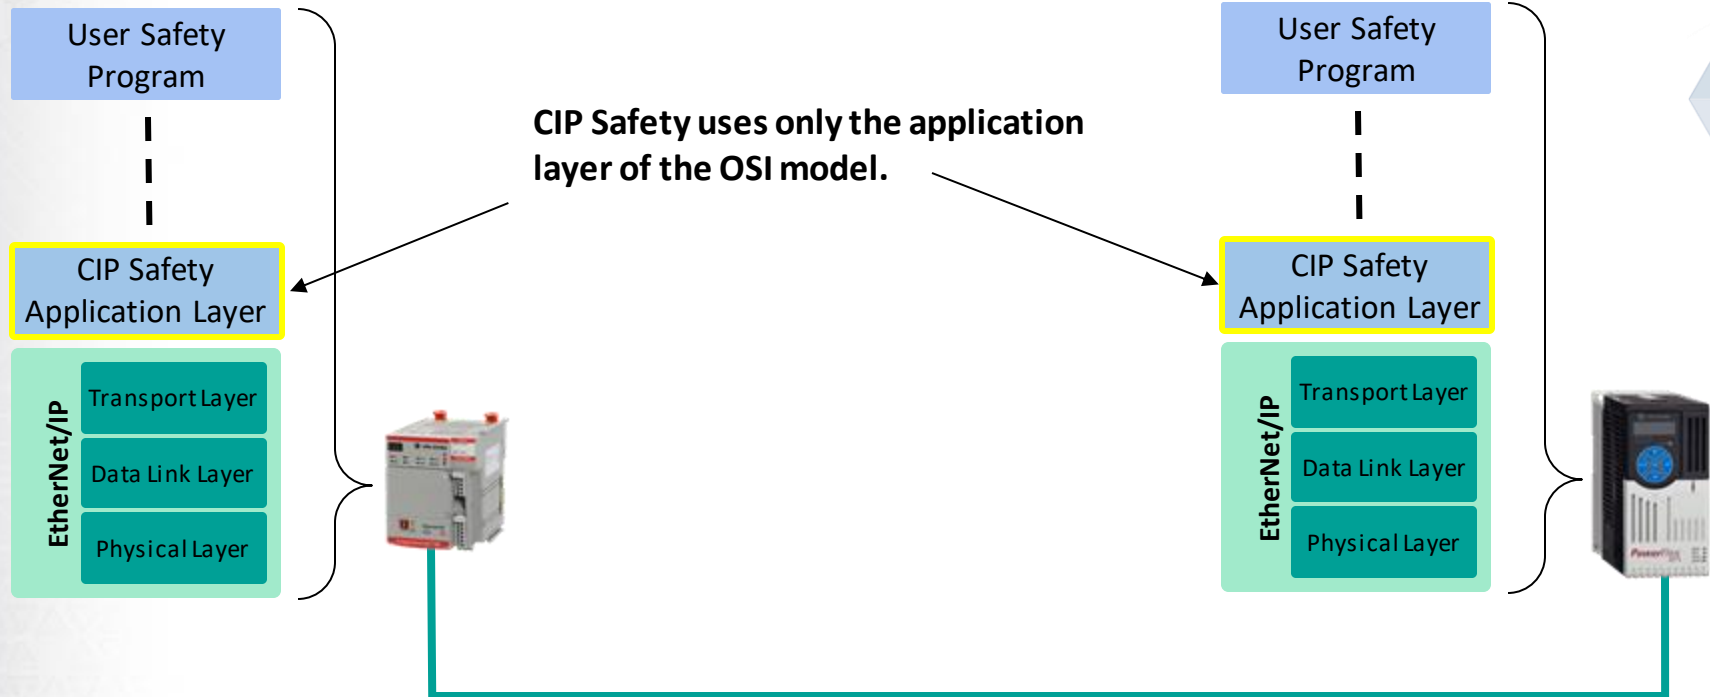 User Safety
Program
CIP Safety
Application Layer
EtherNet/IP
Transport Layer
Data Link Layer
Physical Layer
CIP Safety uses only the application
layer of the OSI model.
User Safety
Program
CIP Safety
Application Layer
EtherNet/IP
Transport Layer
Data Link Layer
Physical Layer
PowerFlex